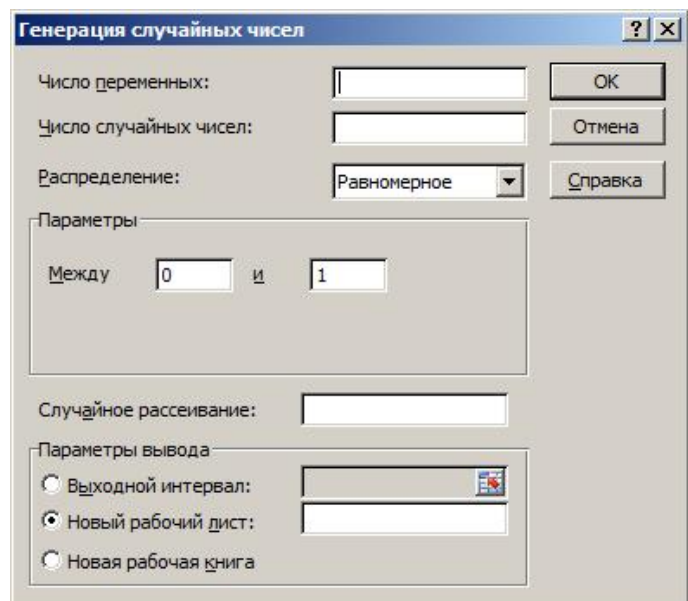 Генерация случайных чисел
Число переменных:
OK
Число случайных чисел:
Отмена
Распределение:
Равномерное
Справка
Параметры
Между 0 и 1
Случайное рассеивание:
Параметры вывода
Выходной интервал:
Новый рабочий лист:
Новая рабочая книга